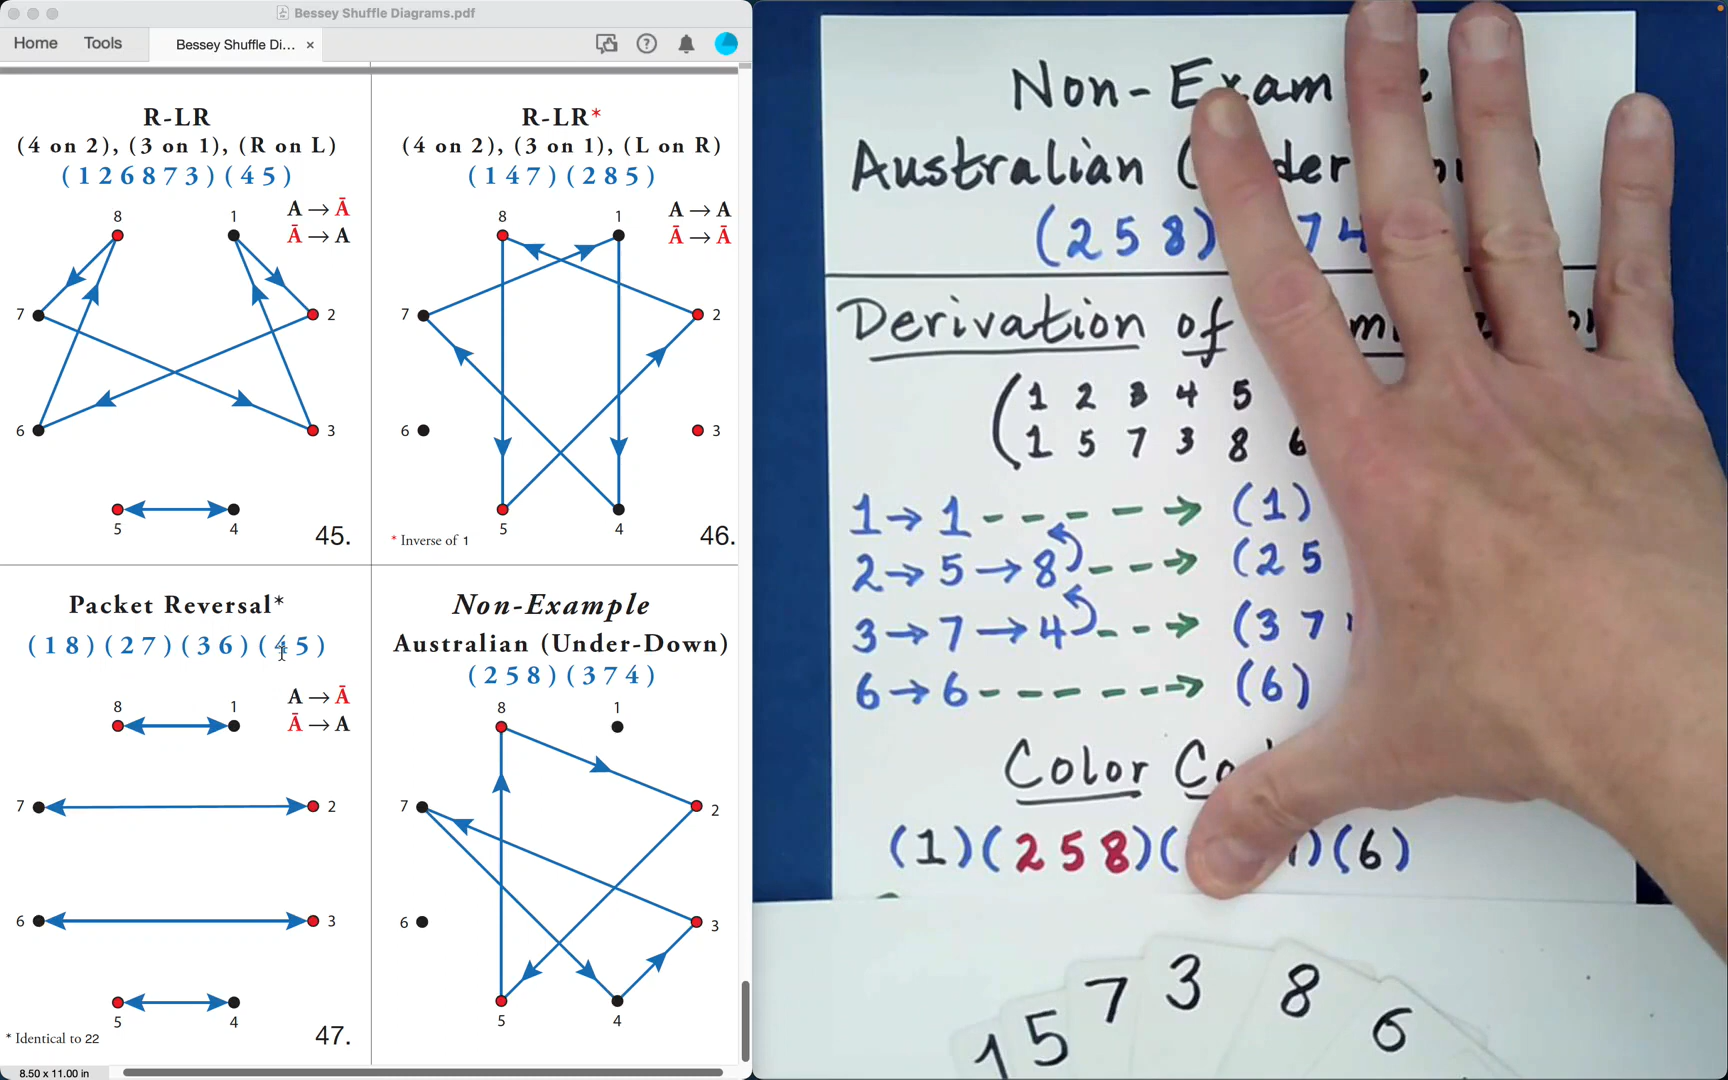 Bessey Shuffle Diagrams.pdf
Home Tools Bessey Shuffle Di... ×
R-LR
(4 on 2), (3 on 1), (R on L)
(1 2 6 8 7 3) (4 5)
A → Ā
Ā → A
8 1
7 2
6 3
5 4
45.
R-LR*
(4 on 2), (3 on 1), (L on R)
(1 4 7) (2 8 5)
A → A
Ā → Ā
8 1
7 2
6 3
5 4
* Inverse of 1
46.
Packet Reversal*
(1 8) (2 7) (3 6) (4 5)
A → Ā
Ā → A
8 1
7 2
6 3
5 4
* Identical to 22
47.
Non-Example
Australian (Under-Down)
(2 5 8) (3 7 4)
8 1
7 2
6 3
5 4
8.50 x 11.00 in
Non-Exam e
Australian ( der
(2 5 8) 7 4
Derivation of
(1 2 3 4 5
(1 5 7 3 8 6
1 → 1 → (1)
2 → 5 → 8 → (2 5
3 → 7 → 4 → (3 7
6 → 6 → (6)
Color Co
(1)(2 5 8)( )(6)
1 5 7 3 8 6